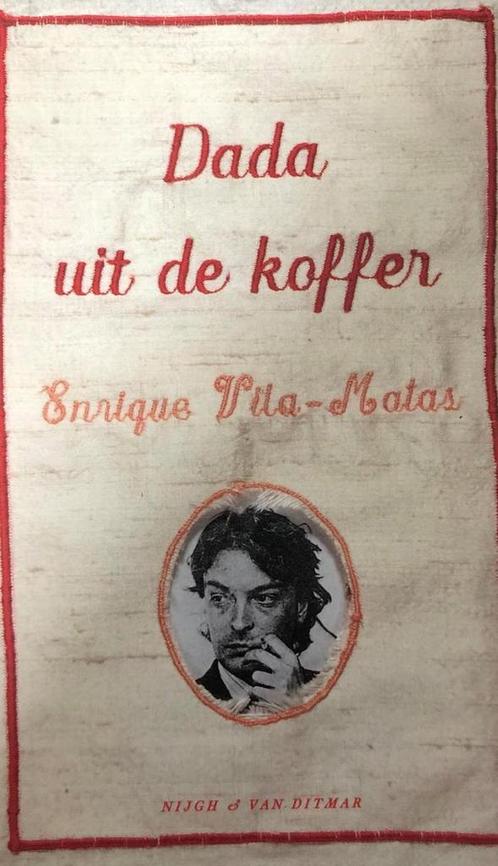 Dada
uit de koffer
Enrique Vila-Matas
NIJGH & VAN DITMAR